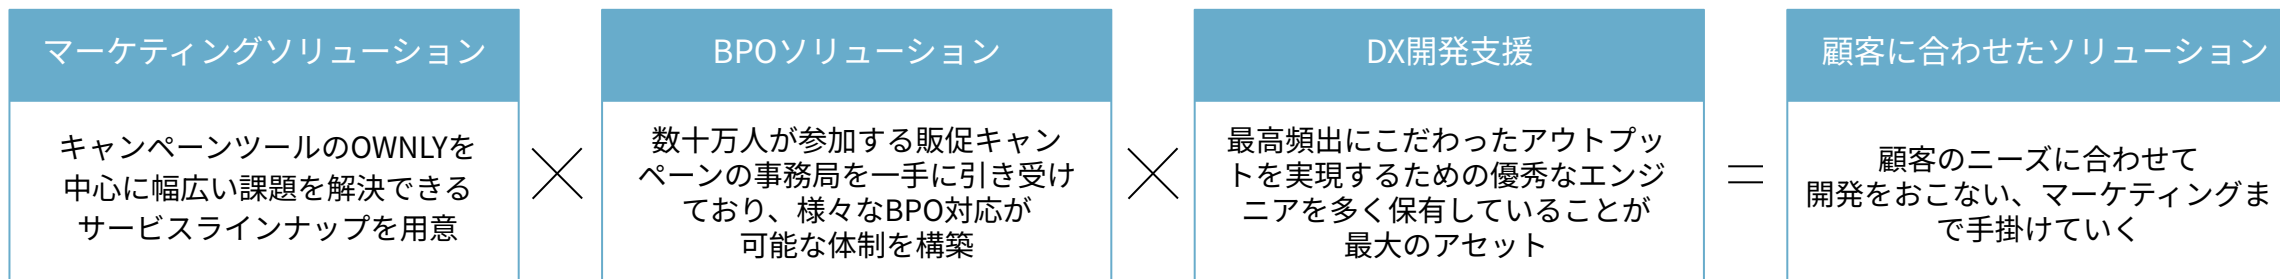 マーケティングソリューション
キャンペーンツールのOWNLYを
中心に幅広い課題を解決できる
サービスラインナップを用意
×
BPOソリューション
数十万人が参加する販促キャン
ペーンの事務局を一手に引き受け
ており、様々なBPO対応が
可能な体制を構築
×
DX開発支援
最高頻出にこだわったアウトプッ
トを実現するための優秀なエンジ
ニアを多く保有していることが
最大のアセット
＝
顧客に合わせたソリューション
顧客のニーズに合わせて
開発をおこない、マーケティングま
で手掛けていく